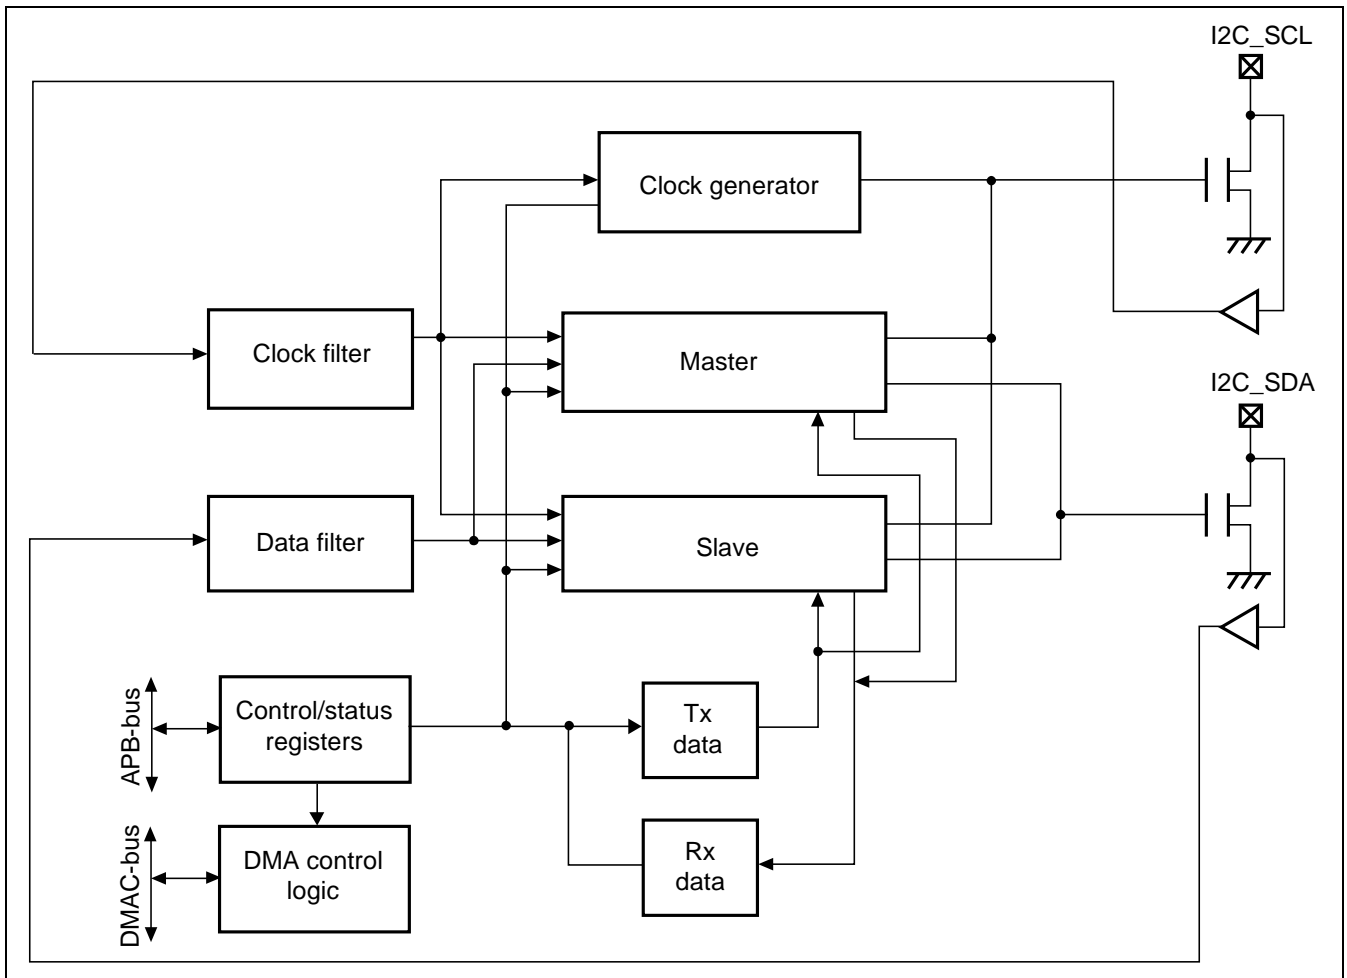 I2C_SCL
Clock generator
Clock filter
Master
I2C_SDA
Data filter
Slave
APB-bus
Control/status
registers
Tx
data
DMAC-bus
DMA control
logic
Rx
data